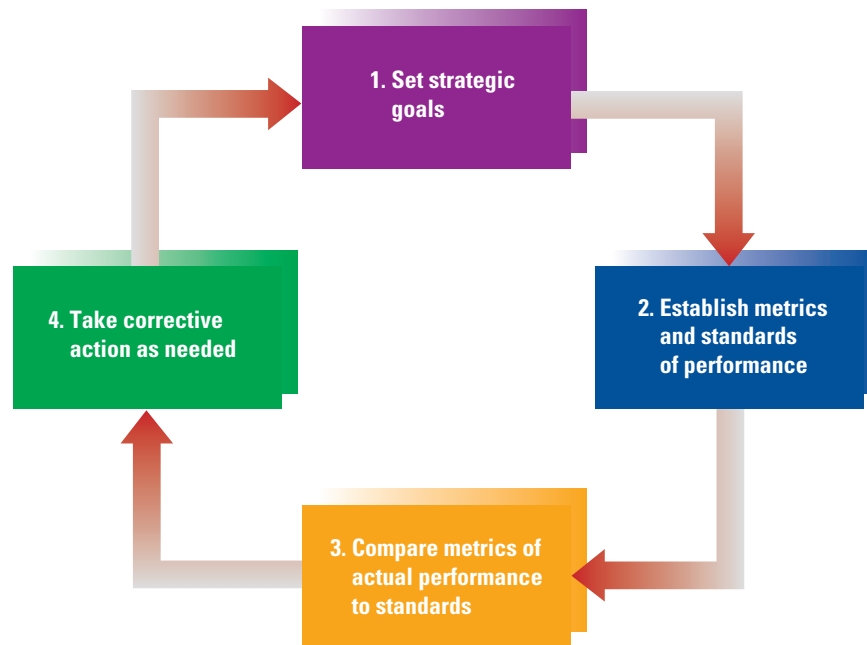 1. Set strategic
goals
2. Establish metrics
and standards
of performance
3. Compare metrics of
actual performance
to standards
4. Take corrective
action as needed